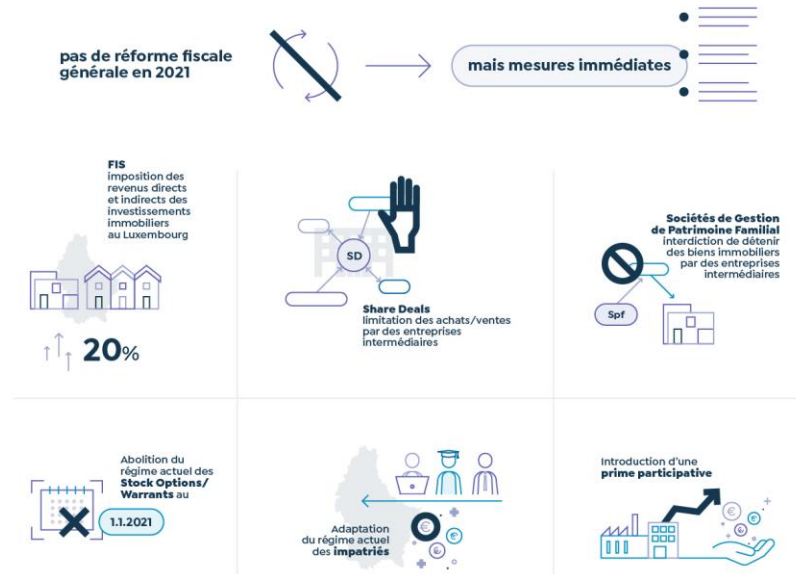 pas de réforme fiscale
générale en 2021
mais mesures immédiates
FIS
imposition des
revenus directs
et indirects des
investissements
immobiliers
au Luxembourg
20%
SD
Share Deals
limitation des achats/ventes
par des entreprises
intermédiaires
Sociétés de Gestion
de Patrimoine Familial
interdiction de détenir
des biens immobiliers
par des entreprises
intermédiaires
Spf
Abolition du
régime actuel des
Stock Options/
Warrants au
1.1.2021
Adaptation
du régime actuel
des impatriés
€
€
€
€
Introduction d'une
prime participative
€
€
€